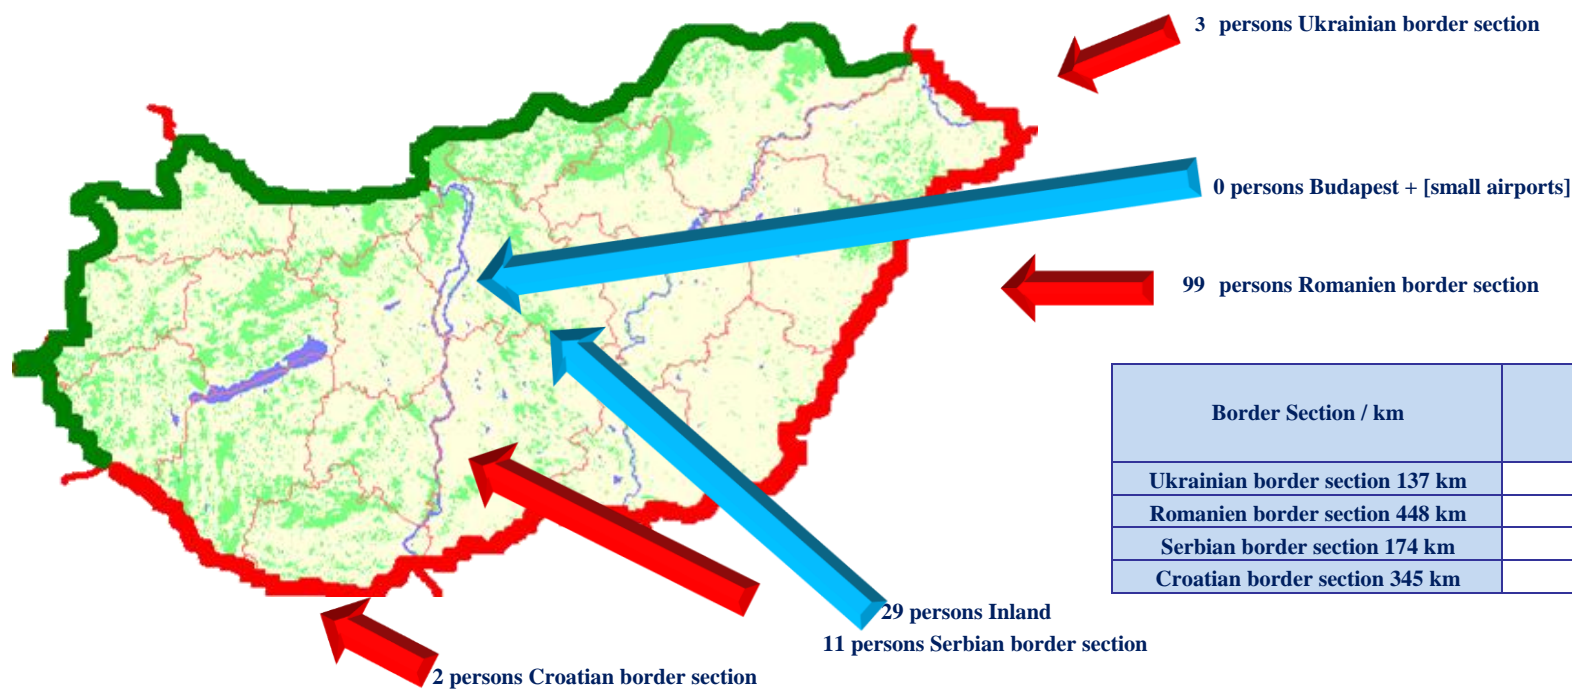 3 persons Ukrainian border section
0 persons Budapest + [small airports]
99 persons Romanien border section
Border Section / km
Ukrainian border section 137 km
Romanien border section 448 km
Serbian border section 174 km
Croatian border section 345 km
29 persons Inland
11 persons Serbian border section
2 persons Croatian border section